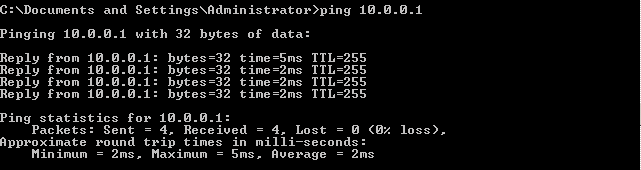 C:\Documents and Settings\Administrator>ping 10.0.0.1
Pinging 10.0.0.1 with 32 bytes of data:
Reply from 10.0.0.1: bytes=32 time=5ms TTL=255
Reply from 10.0.0.1: bytes=32 time=2ms TTL=255
Reply from 10.0.0.1: bytes=32 time=2ms TTL=255
Reply from 10.0.0.1: bytes=32 time=2ms TTL=255
Ping statistics for 10.0.0.1:
    Packets: Sent = 4, Received = 4, Lost = 0 (0% loss),
Approximate round trip times in milli-seconds:
    Minimum = 2ms, Maximum = 5ms, Average = 2ms